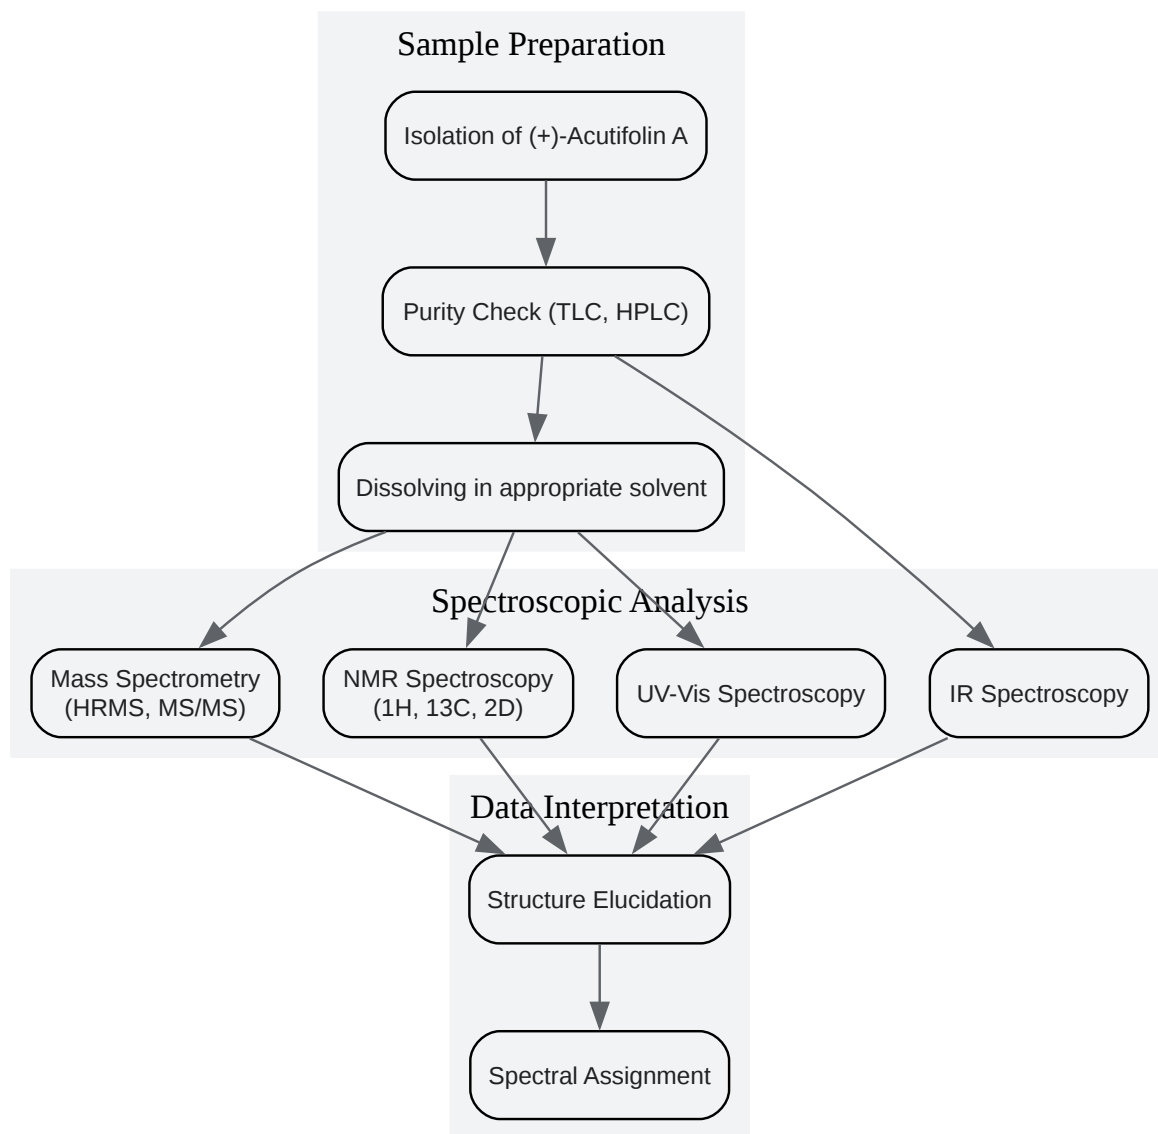 Sample Preparation
Isolation of (+)-Acutifolin A
Purity Check (TLC, HPLC)
Dissolving in appropriate solvent
Spectroscopic Analysis
Mass Spectrometry
(HRMS, MS/MS)
NMR Spectroscopy
(1H, 13C, 2D)
UV-Vis Spectroscopy
IR Spectroscopy
Data Interpretation
Structure Elucidation
Spectral Assignment